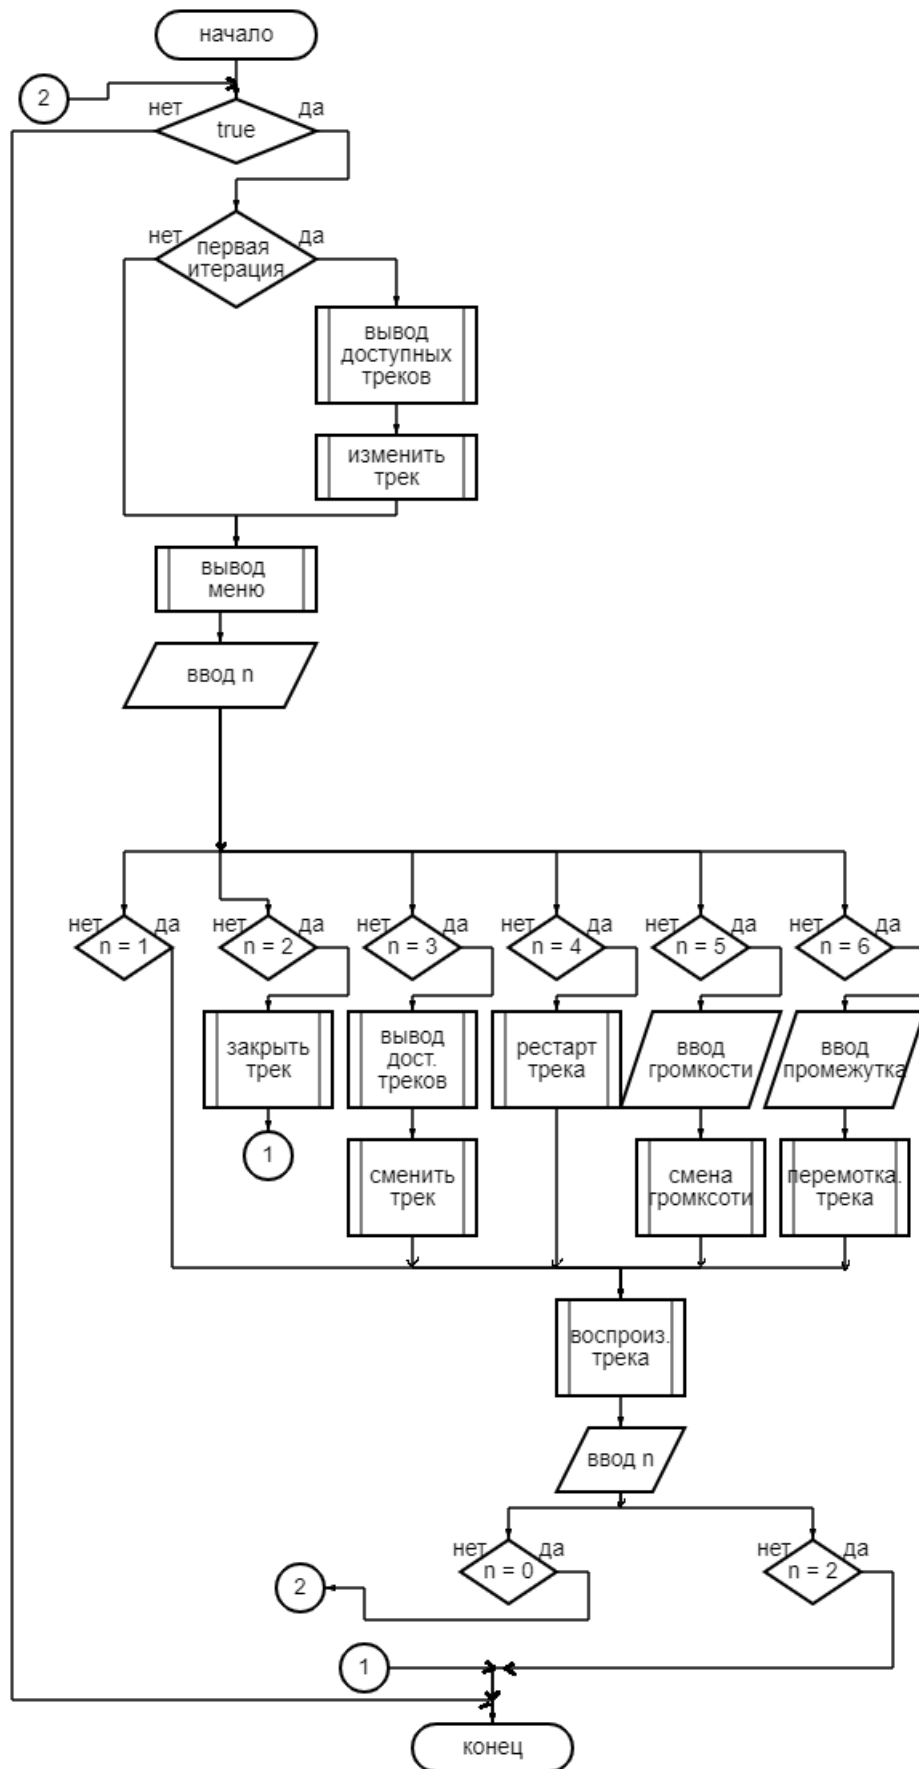 начало
2
нет
да
true
нет
да
первая
итерация
вывод
доступных
треков
изменить
трек
вывод
меню
ввод n
нет
да
n = 1
нет
да
n = 2
нет
да
n = 3
нет
да
n = 4
нет
да
n = 5
нет
да
n = 6
закрыть
трек
вывод
дост.
треков
рестарт
трека
ввод
громкости
ввод
промежутка
1
сменить
трек
смена
громксоти
перемотка.
трека
воспроиз.
трека
ввод n
нет
да
n = 0
нет
да
n = 2
2
1
конец